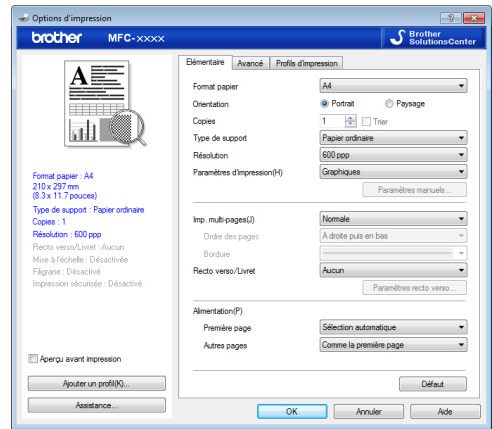 Options d'impression
brother MFC-xxxx
Brother SolutionsCenter
Élémentaire Avancé Profils d'impression
Format papier A4
Orientation Portrait Paysage
Copies 1 Trier
Type de support Papier ordinaire
Résolution 600 ppp
Paramètres d'impression(H) Graphiques
Paramètres manuels...
Imp. multi-pages(J) Normale
Ordre des pages A droite puis en bas
Bordure
Recto verso/Livret Aucun
Paramètres recto verso...
Alimentation(P)
Première page Sélection automatique
Autres pages Comme la première page
Défaut
ABC
Format papier : A4
210 x 297 mm
(8.3 x 11.7 pouces)
Type de support : Papier ordinaire
Copies : 1
Résolution : 600 ppp
Recto verso/Livret : Aucun
Mise à l'échelle : Désactivée
Filigrane : Désactivé
Impression sécurisée : Désactivé
Aperçu avant impression
Ajouter un profil(K)...
Assistance...
OK Annuler Aide